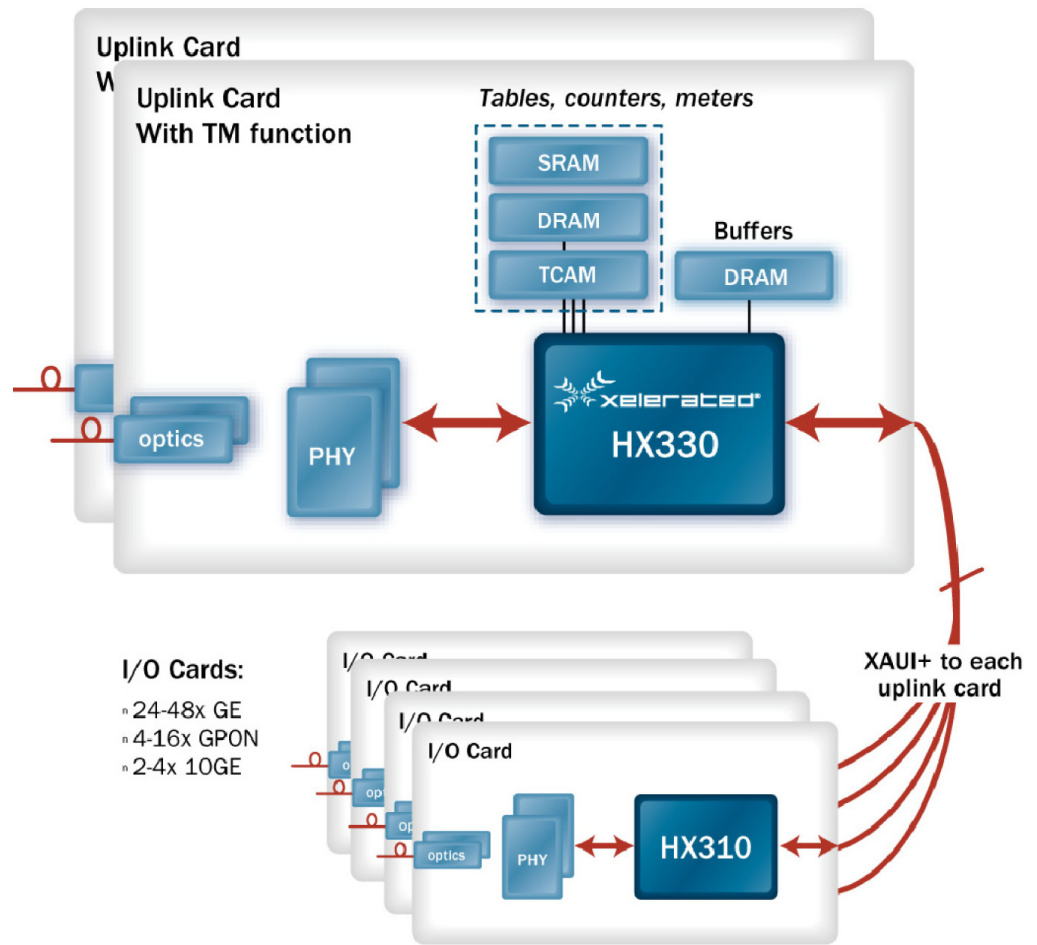 Uplink Card
W
Uplink Card
With TM function
Tables, counters, meters
SRAM
DRAM
TCAM
Buffers
DRAM
xelerated®
HX330
optics
PHY
I/O Cards:
▫ 24-48x GE
▫ 4-16x GPON
▫ 2-4x 10GE
XAUI+ to each
uplink card
I/O Card
I/O Card
I/O Card
I/O Card
o
opt
op
optics
PHY
HX310